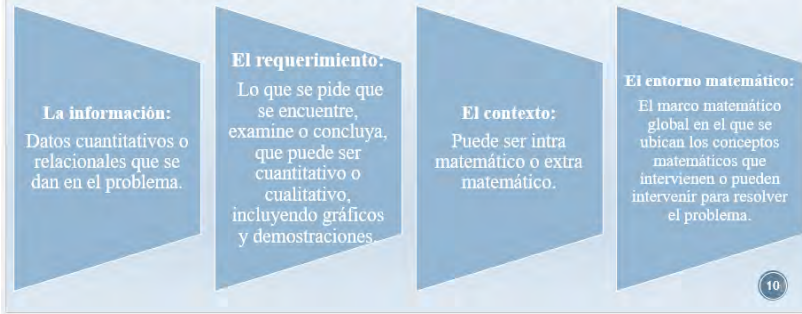 La información:
Datos cuantitativos o
relacionales que se
dan en el problema.
El requerimiento:
Lo que se pide que
se encuentre,
examine o concluya,
que puede ser
cuantitativo o
cualitativo,
incluyendo gráficos
y demostraciones.
El contexto:
Puede ser intra
matemático o extra
matemático.
El entorno matemático:
El marco matemático
global en el que se
ubican los conceptos
matemáticos que
intervienen o pueden
intervenir para resolver
el problema.
10